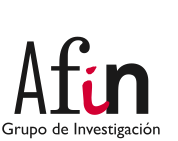 Afin
Grupo de Investigación